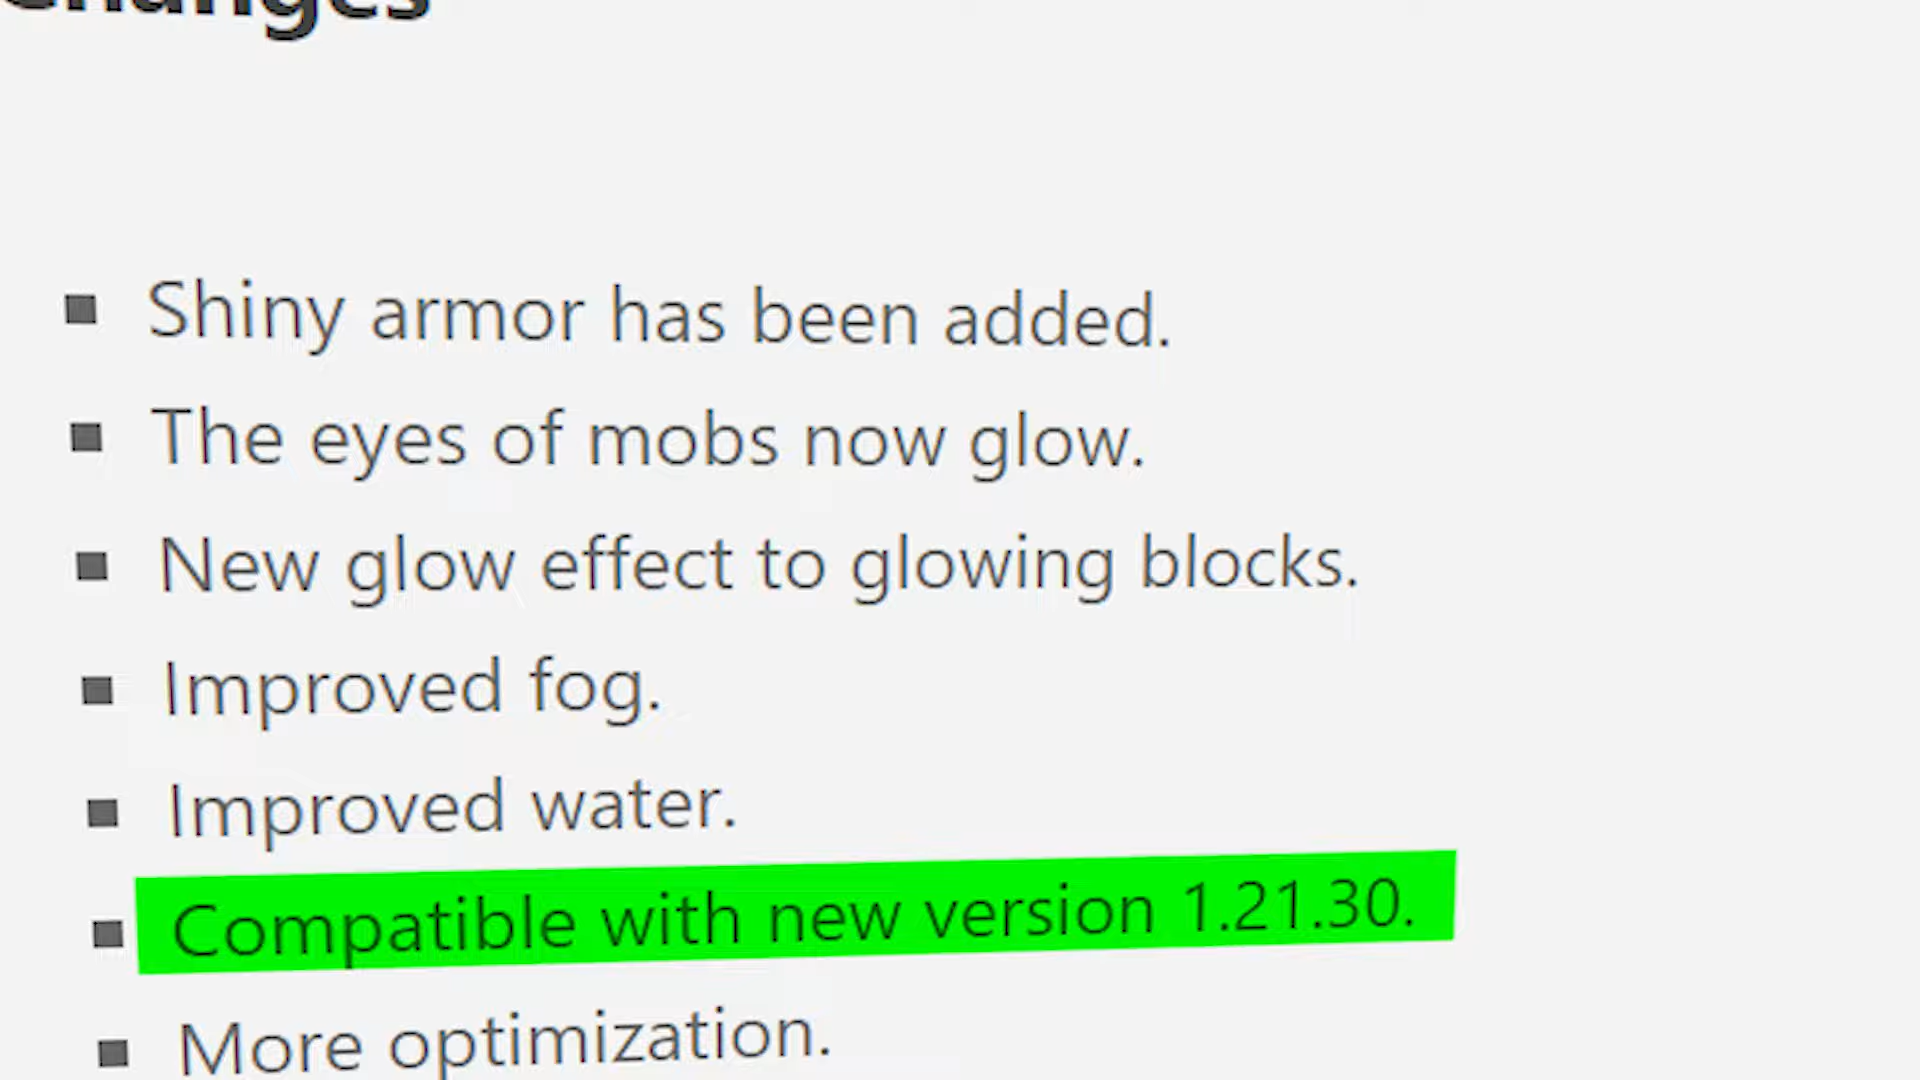 Changes
Shiny armor has been added.
The eyes of mobs now glow.
New glow effect to glowing blocks.
Improved fog.
Improved water.
Compatible with new version 1.21.30.
More optimization.